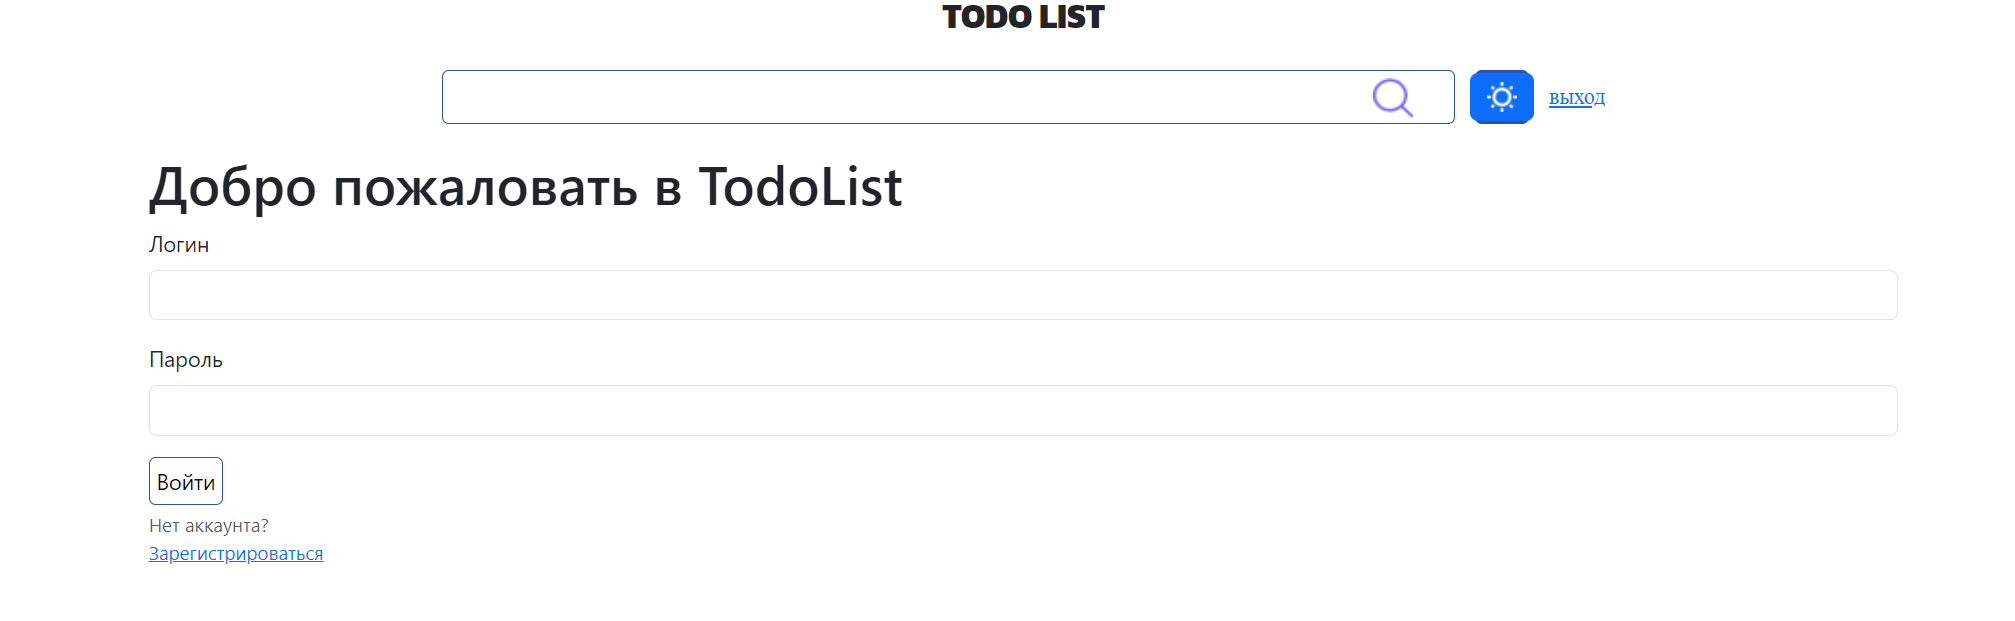 TODO LIST
выход
Добро пожаловать в TodoList
Логин
Пароль
Войти
Нет аккаунта?
Зарегистрироваться